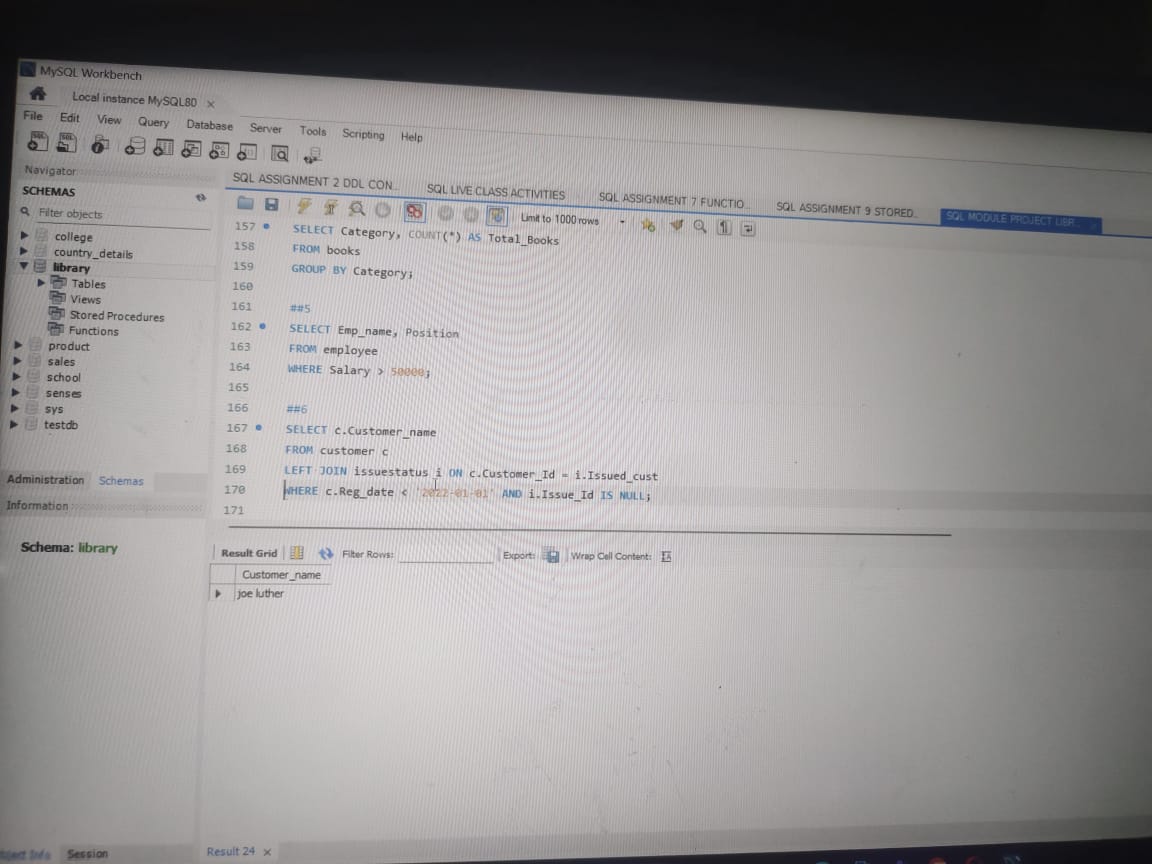 MySQL Workbench
Local instance MySQL80 ×
File Edit View Query Database Server Tools Scripting Help
Navigator
SCHEMAS
Filter objects
college
country_details
library
Tables
Views
Stored Procedures
Functions
product
sales
school
senses
sys
testdb
Administration Schemas
Information
Schema: library
Session
SQL ASSIGNMENT 2 DDL CON... SQL LIVE CLASS ACTIVITIES SQL ASSIGNMENT 7 FUNCTIO... SQL ASSIGNMENT 9 STORED... SQL MODULE PROJECT LIBR...
Limit to 1000 rows
157 SELECT Category, COUNT(*) AS Total_Books
158 FROM books
159 GROUP BY Category;
160
161 ##5
162 SELECT Emp_name, Position
163 FROM employee
164 WHERE Salary > 50000;
165
166 ##6
167 SELECT c.Customer_name
168 FROM customer c
169 LEFT JOIN issuestatus i ON c.Customer_Id = i.Issued_cust
170 WHERE c.Reg_date < '2022-01-01' AND i.Issue_Id IS NULL;
171
Result Grid Filter Rows: Export: Wrap Cell Content:
Customer_name
joe luther
Result 24 ×